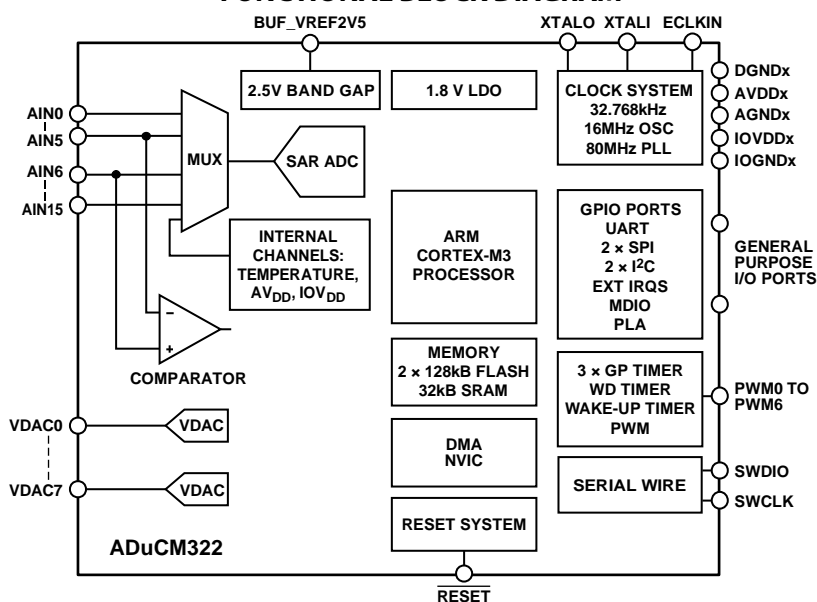 FUNCTIONAL BLOCK DIAGRAM
BUF_VREF2V5
XTALO XTALI ECLKIN
2.5V BAND GAP
1.8 V LDO
CLOCK SYSTEM
32.768kHz
16MHz OSC
80MHz PLL
DGNDx
AVDDx
AGNDx
IOVDDx
IOGNDx
AIN0
AIN5
AIN6
AIN15
MUX
SAR ADC
INTERNAL
CHANNELS:
TEMPERATURE,
AVDD, IOVDD
ARM
CORTEX-M3
PROCESSOR
GPIO PORTS
UART
2 × SPI
2 × I2C
EXT IRQS
MDIO
PLA
GENERAL
PURPOSE
I/O PORTS
–
+
COMPARATOR
MEMORY
2 × 128kB FLASH
32kB SRAM
3 × GP TIMER
WD TIMER
WAKE-UP TIMER
PWM
PWM0 TO
PWM6
VDAC0
VDAC
VDAC7
VDAC
DMA
NVIC
SERIAL WIRE
SWDIO
SWCLK
RESET SYSTEM
ADuCM322
RESET